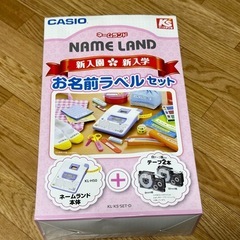 CASIO
ネームランド
NAME LAND
新入園 新入学
お名前ラベルセット
ネームランド
本体
+
テープ2本